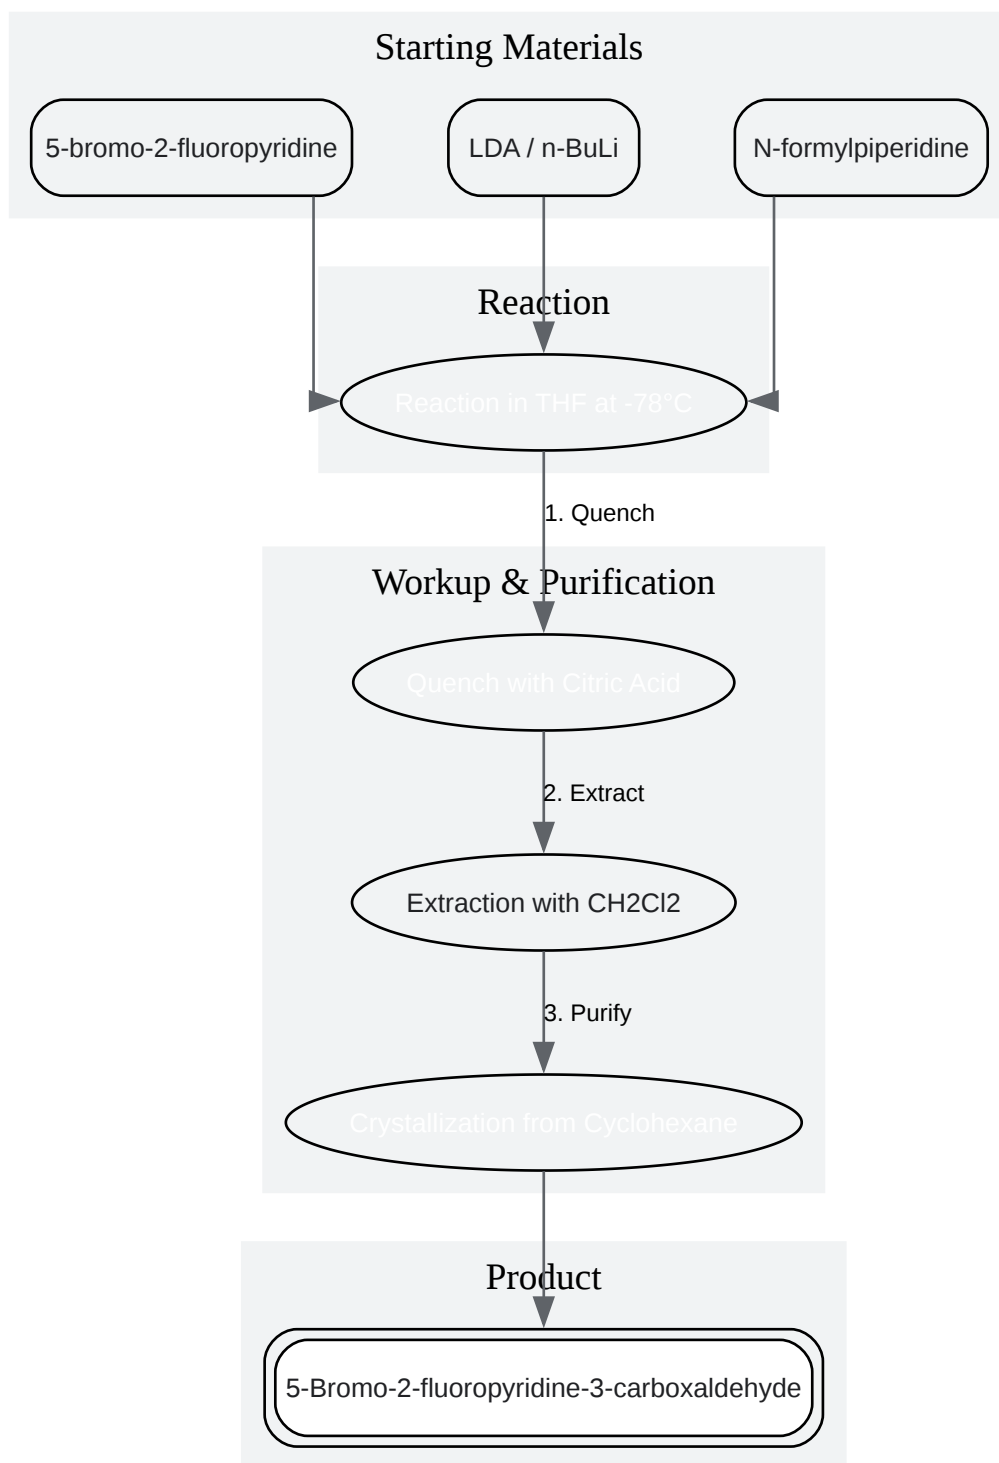 Starting Materials
5-bromo-2-fluoropyridine
LDA / n-BuLi
N-formylpiperidine
Reaction
Reaction in THF at -78°C
1. Quench
Workup & Purification
Quench with Citric Acid
2. Extract
Extraction with CH2Cl2
3. Purify
Crystallization from Cyclohexane
Product
5-Bromo-2-fluoropyridine-3-carboxaldehyde